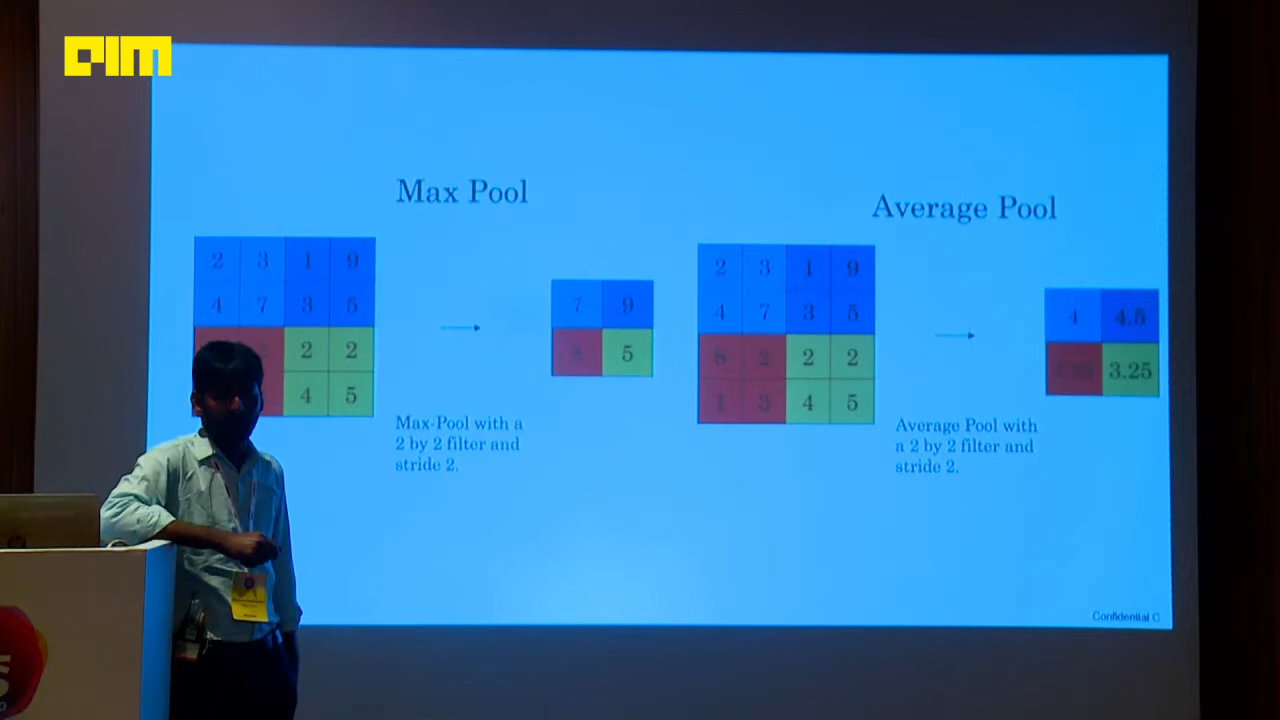 AIM
Max Pool
Average Pool
2 3 1 9
4 7 3 5
2 2
4 5
7 9
5
Max-Pool with a
2 by 2 filter and
stride 2.
2 3 1 9
4 7 3 5
8 2 2 2
1 3 4 5
4 4.5
3.25
Average Pool with
a 2 by 2 filter and
stride 2.
Confidential C
S